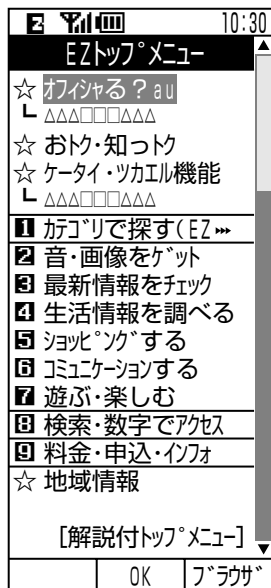 10:30
EZﾄｯﾌﾟﾒﾆｭｰ
☆ ｵﾌｨｼｬる？au
┗ △△△□□□△△△
☆ おトク･知っトク
☆ ｹｰﾀｲ･ﾂｶｴﾙ機能
┗ △△△□□□△△△
1 ｶﾃｺﾞﾘで探す(EZ…
2 音･画像をｹﾞｯﾄ
3 最新情報をﾁｪｯｸ
4 生活情報を調べる
5 ｼｮｯﾋﾟﾝｸﾞする
6 ｺﾐｭﾆｹｰｼｮﾝする
7 遊ぶ･楽しむ
8 検索･数字でｱｸｾｽ
9 料金･申込･ｲﾝﾌｫ
☆ 地域情報
[解説付ﾄｯﾌﾟﾒﾆｭｰ]
OK ﾌﾞﾗｳｻﾞ